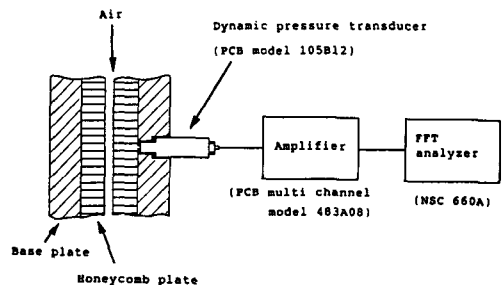 Air
Dynamic pressure transducer
(PCB model 105B12)
Amplifier
FFT
analyzer
(PCB multi channel
model 483A08)
(NSC 660A)
Base plate
Honeycomb plate